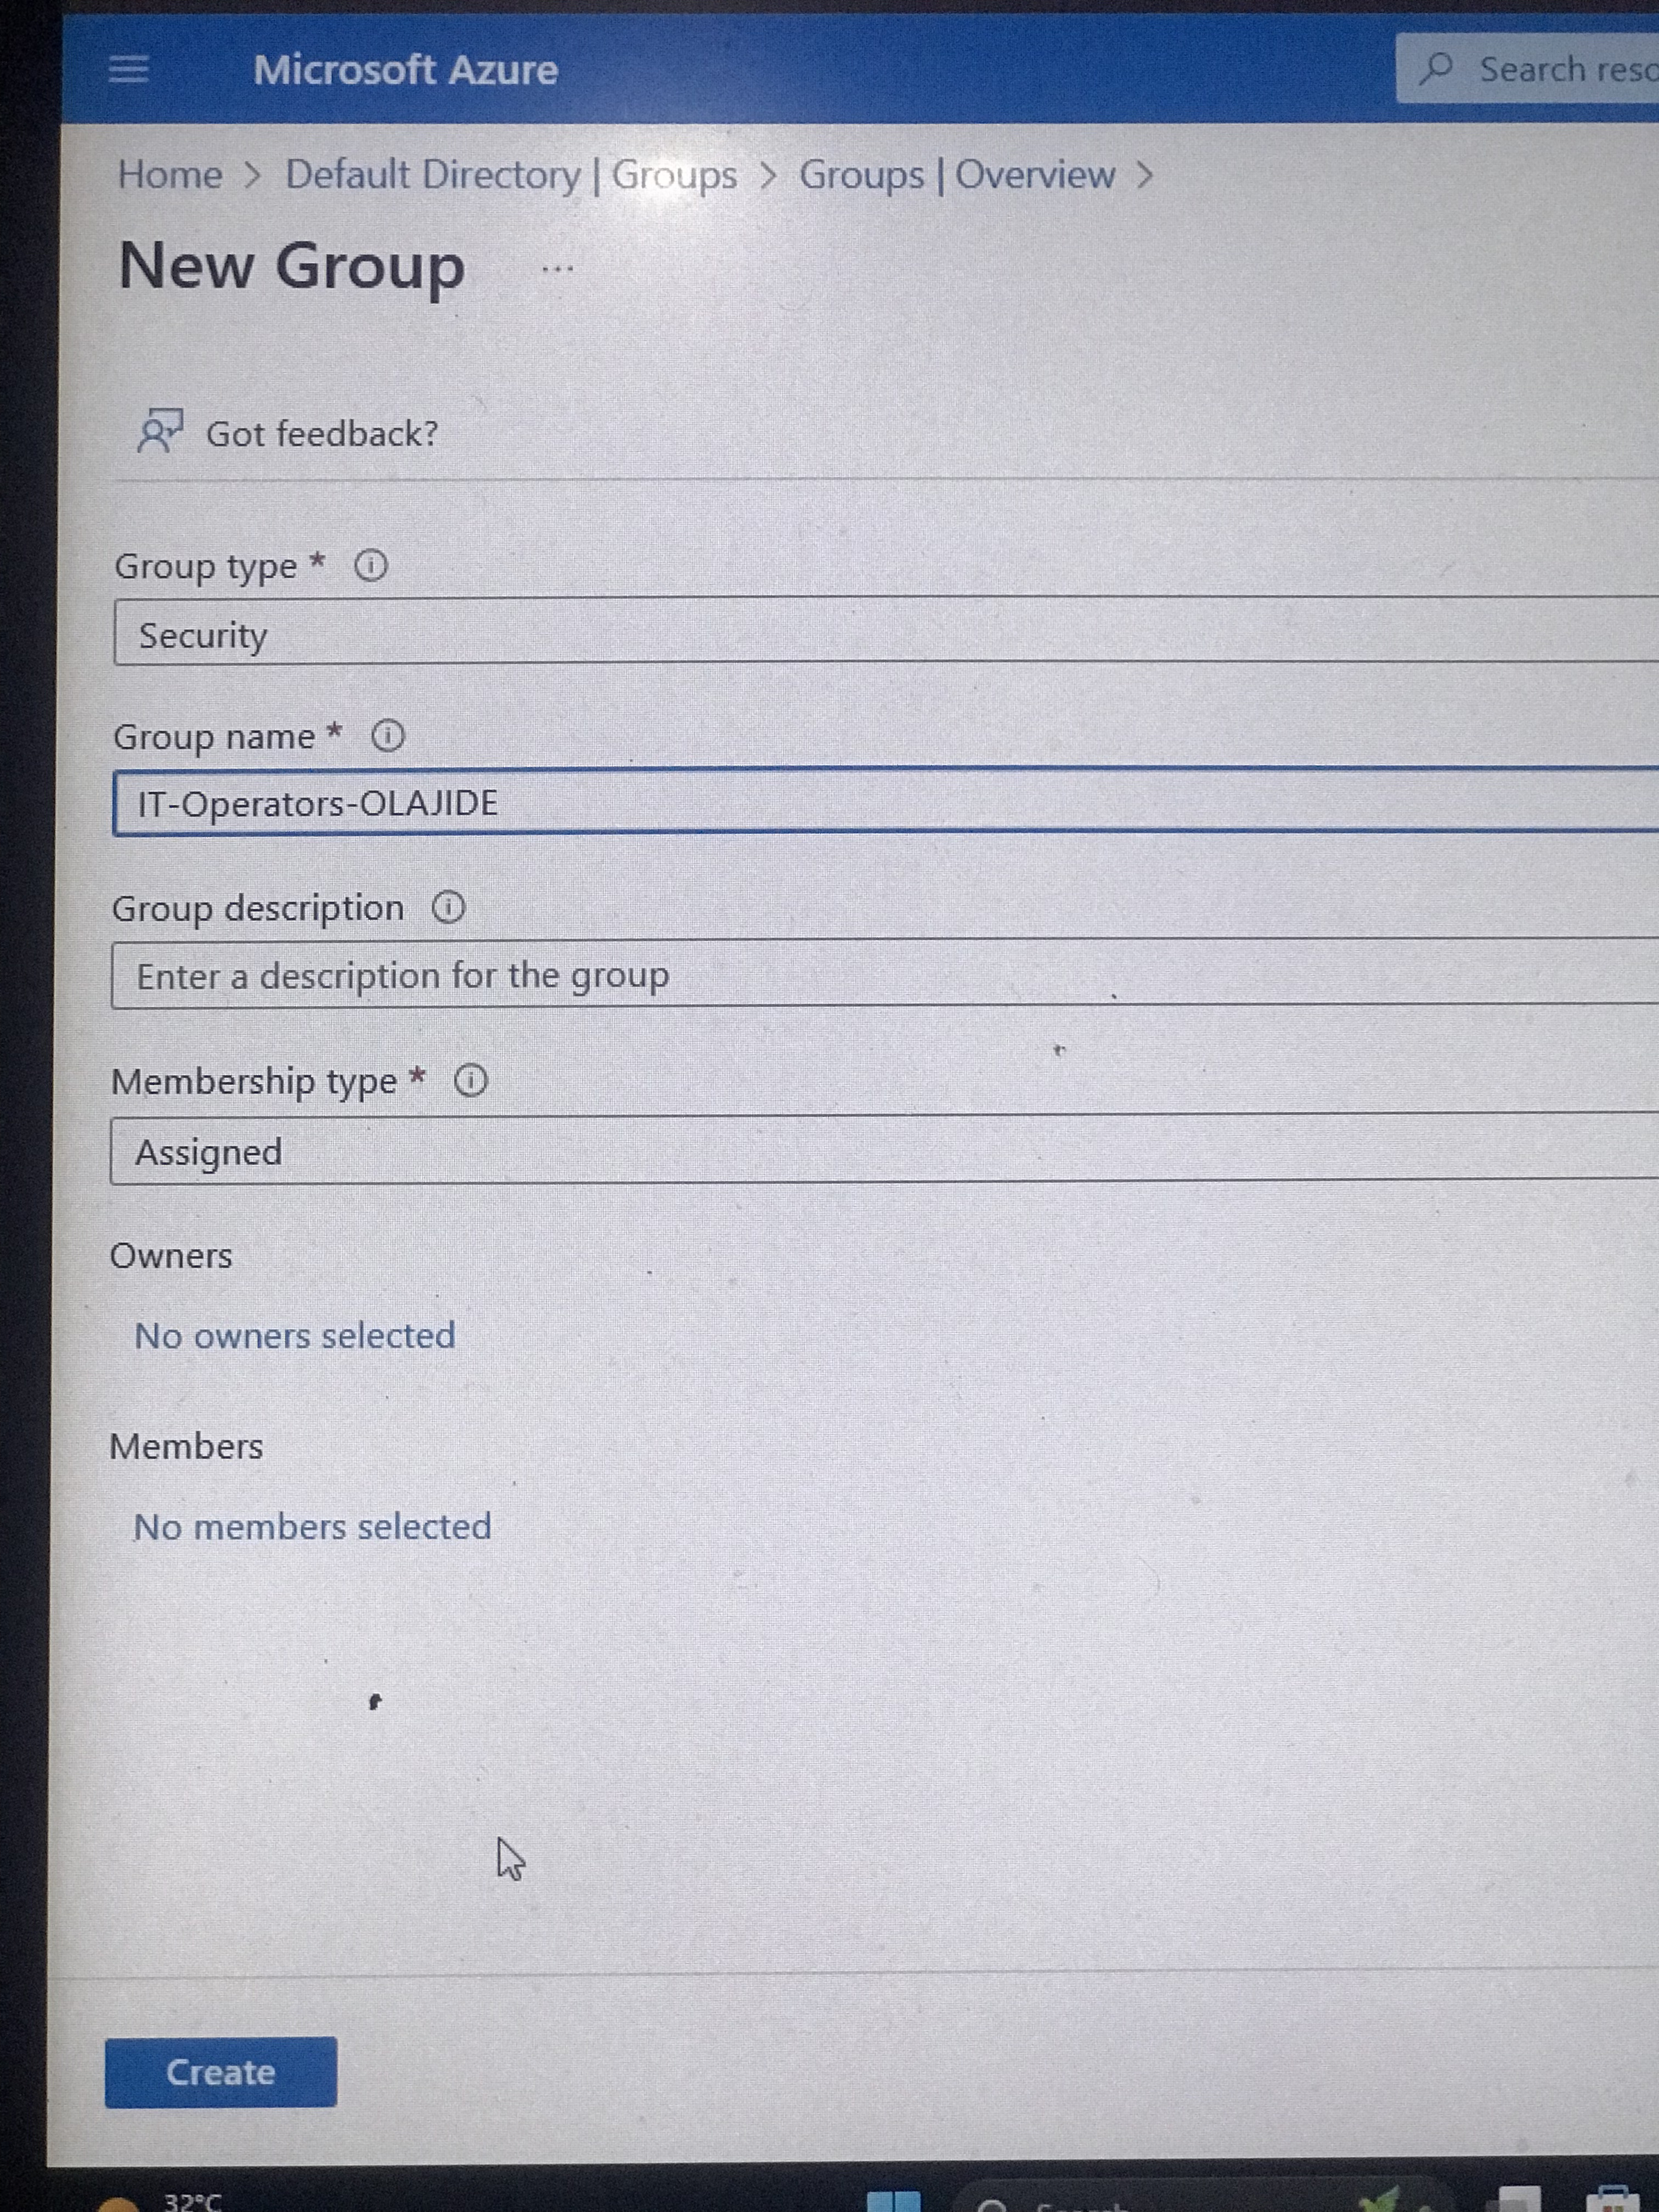 Microsoft Azure
Search reso
Home > Default Directory | Groups > Groups | Overview >
New Group ...
Got feedback?
Group type *
Security
Group name *
IT-Operators-OLAJIDE
Group description
Enter a description for the group
Membership type *
Assigned
Owners
No owners selected
Members
No members selected
Create
32°C
Search